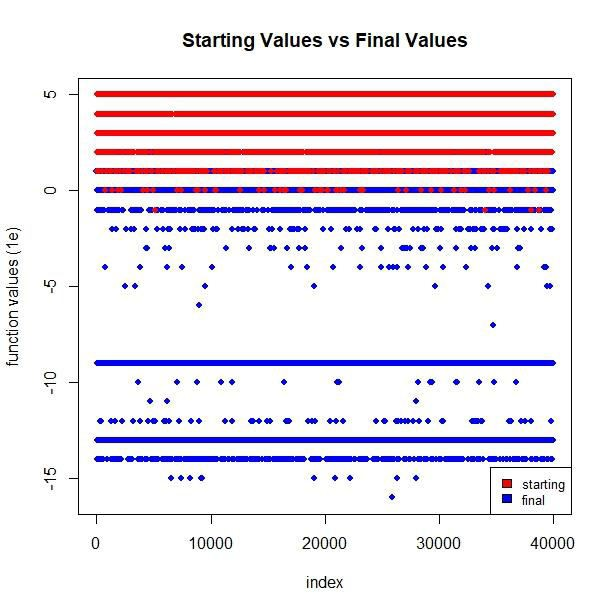 Starting Values vs Final Values
function values (1e)
5
0
-5
-10
-15
starting
final
0 10000 20000 30000 40000
index